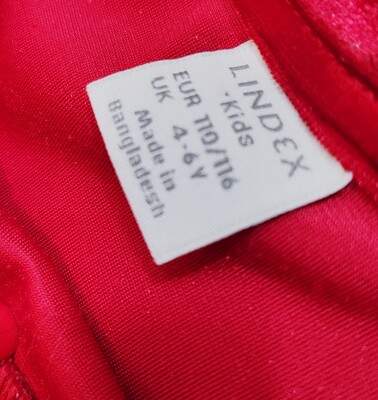 LINDEX
-Kids
EUR 110/116
UK 4-6Y
Made in
Bangladesh